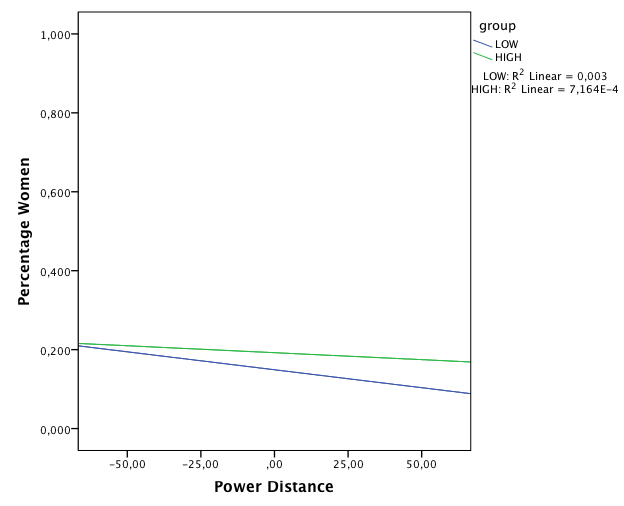 group
LOW
HIGH
LOW: R² Linear = 0,003
HIGH: R² Linear = 7,164E-4
1,000
0,800
0,600
0,400
0,200
0,000
Percentage Women
-50,00 -25,00 ,00 25,00 50,00
Power Distance